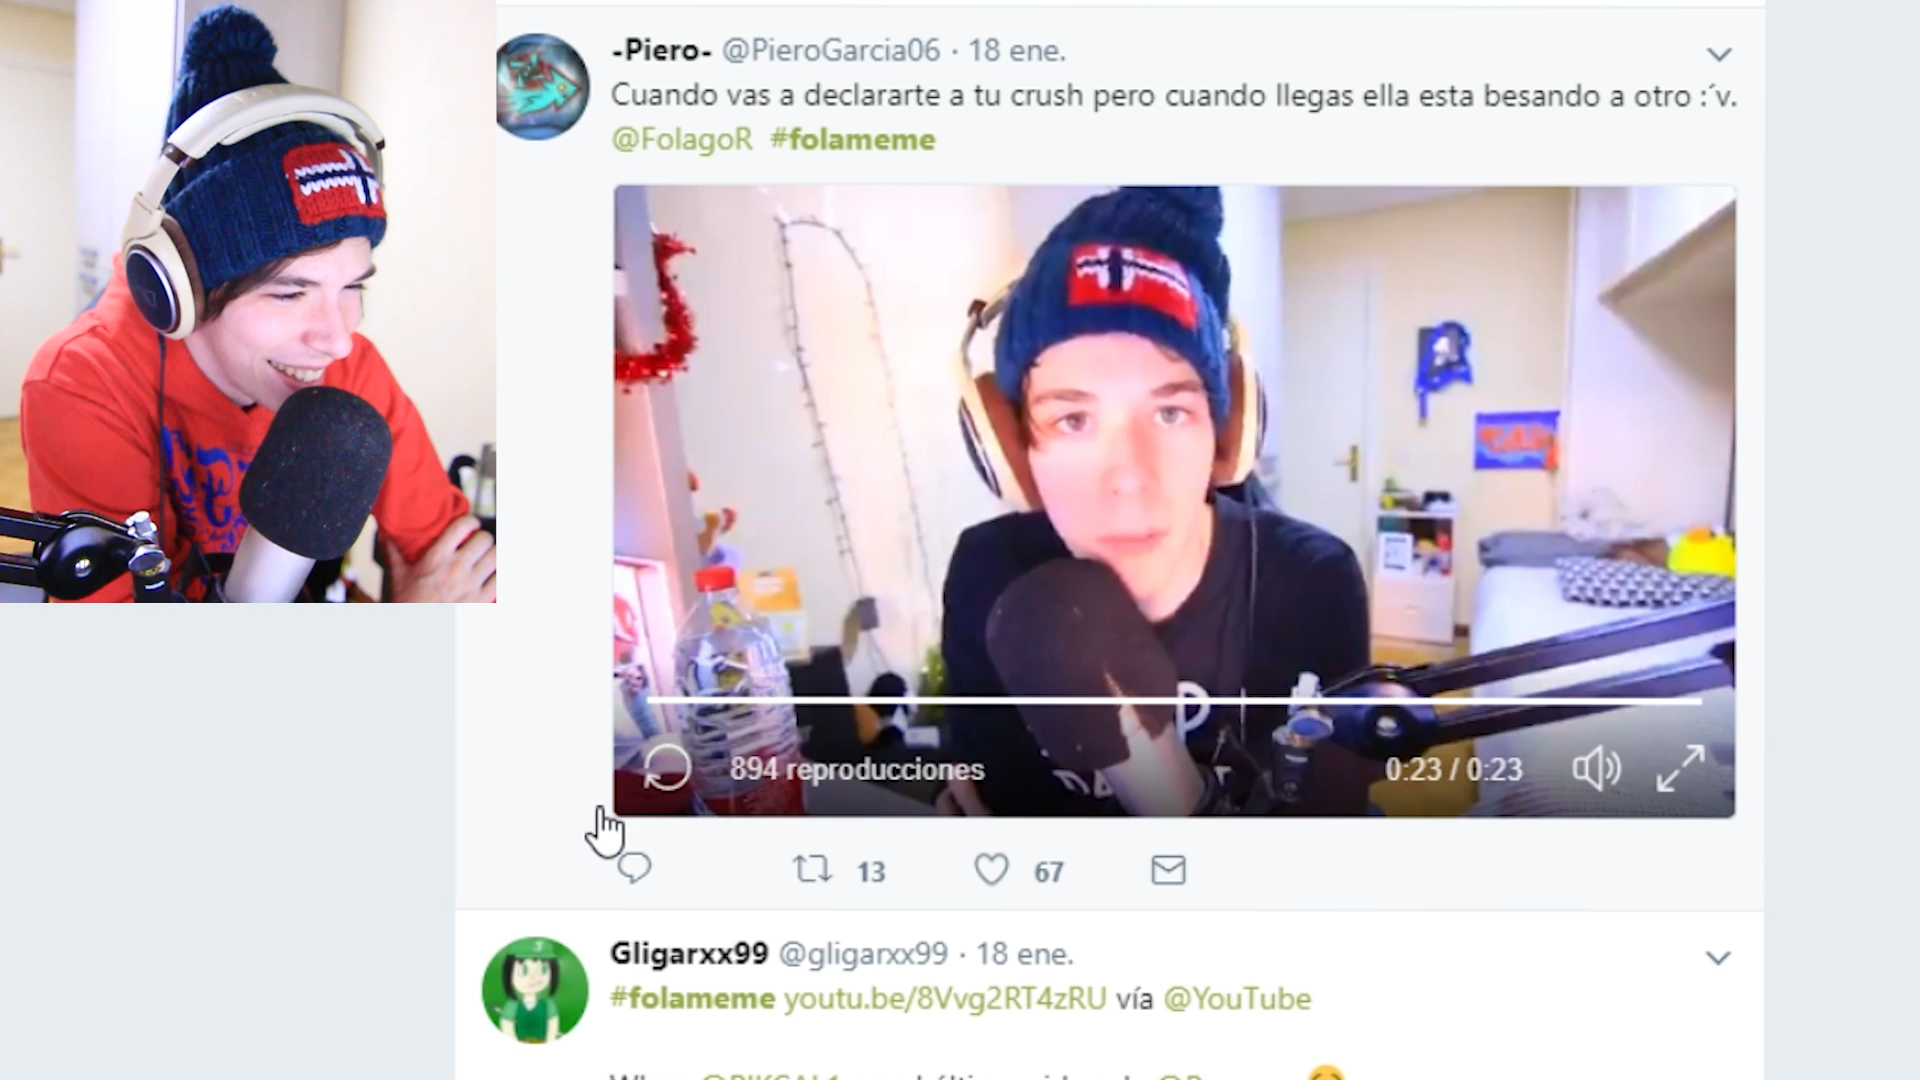 -Piero- @PieroGarcia06 · 18 ene.
Cuando vas a declararte a tu crush pero cuando llegas ella esta besando a otro :´v.
@FolagoR #folameme
894 reproducciones
0:23 / 0:23
13
67
Gligarxx99 @gligarxx99 · 18 ene.
#folameme youtu.be/8Vvg2RT4zRU vía @YouTube